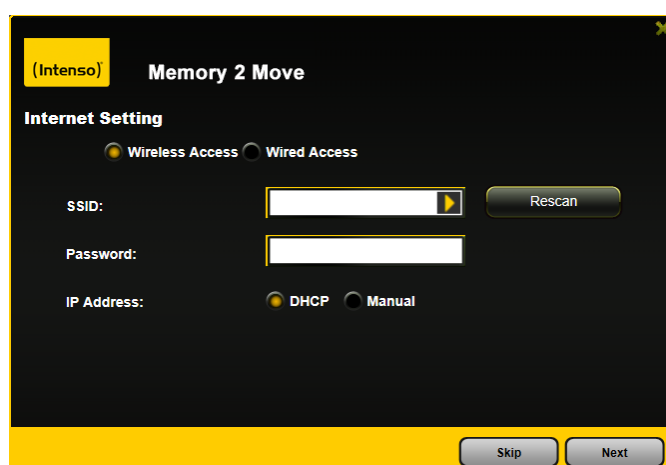 (Intenso)
Memory 2 Move
Internet Setting
Wireless Access Wired Access
SSID: Rescan
Password:
IP Address: DHCP Manual
Skip Next